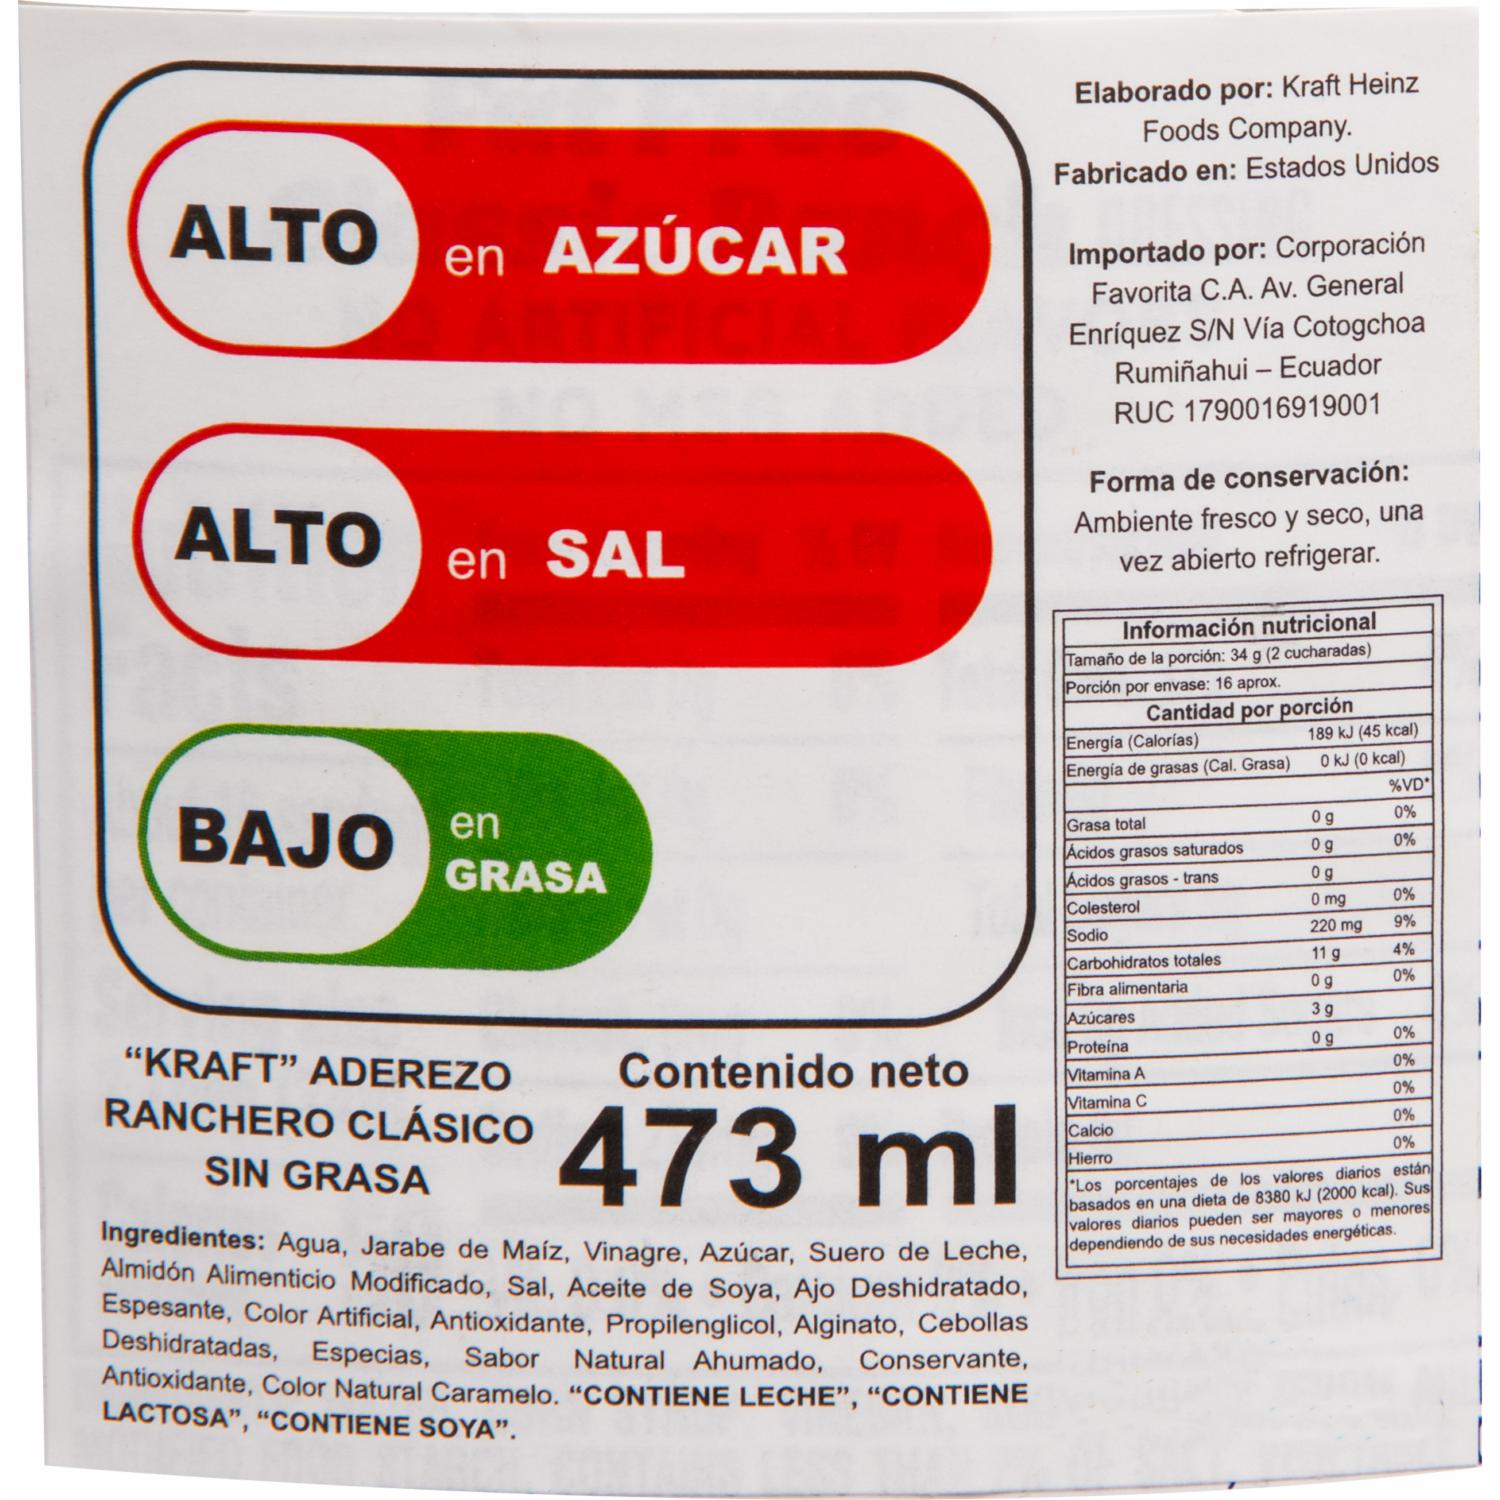 ALTO en AZÚCAR
ALTO en SAL
BAJO en
GRASA
"KRAFT" ADEREZO
RANCHERO CLÁSICO
SIN GRASA
Contenido neto
473 ml
Ingredientes: Agua, Jarabe de Maíz, Vinagre, Azúcar, Suero de Leche,
Almidón Alimenticio Modificado, Sal, Aceite de Soya, Ajo Deshidratado,
Espesante, Color Artificial, Antioxidante, Propilenglicol, Alginato, Cebollas
Deshidratadas, Especias, Sabor Natural Ahumado, Conservante,
Antioxidante, Color Natural Caramelo. "CONTIENE LECHE", "CONTIENE
LACTOSA", "CONTIENE SOYA".
Elaborado por: Kraft Heinz
Foods Company.
Fabricado en: Estados Unidos
Importado por: Corporación
Favorita C.A. Av. General
Enríquez S/N Vía Cotogchoa
Rumiñahui – Ecuador
RUC 1790016919001
Forma de conservación:
Ambiente fresco y seco, una
vez abierto refrigerar.
Información nutricional
Tamaño de la porción: 34 g (2 cucharadas)
Porción por envase: 16 aprox.
Cantidad por porción
Energía (Calorías) 189 kJ (45 kcal)
Energía de grasas (Cal. Grasa) 0 kJ (0 kcal)
%VD*
Grasa total 0 g 0%
Ácidos grasos saturados 0 g 0%
Ácidos grasos - trans 0 g
Colesterol 0 mg 0%
Sodio 220 mg 9%
Carbohidratos totales 11 g 4%
Fibra alimentaria 0 g 0%
Azúcares 3 g
Proteína 0 g 0%
Vitamina A 0%
Vitamina C 0%
Calcio 0%
Hierro 0%
*Los porcentajes de los valores diarios están
basados en una dieta de 8380 kJ (2000 kcal). Sus
valores diarios pueden ser mayores o menores
dependiendo de sus necesidades energéticas.